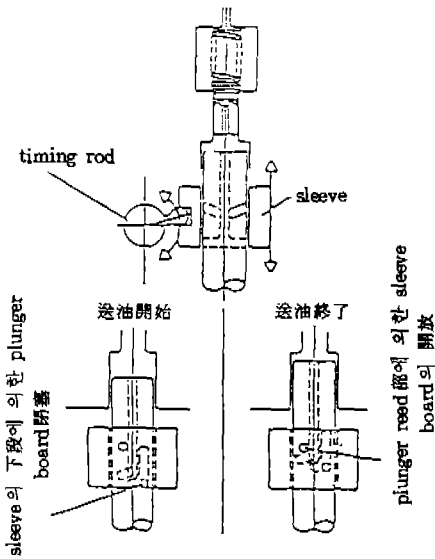 timing rod
sleeve
送油開始
送油終了
sleeve의 下段에 의한 plunger
board閉塞
plunger reed部에 의한 sleeve
board의 開放